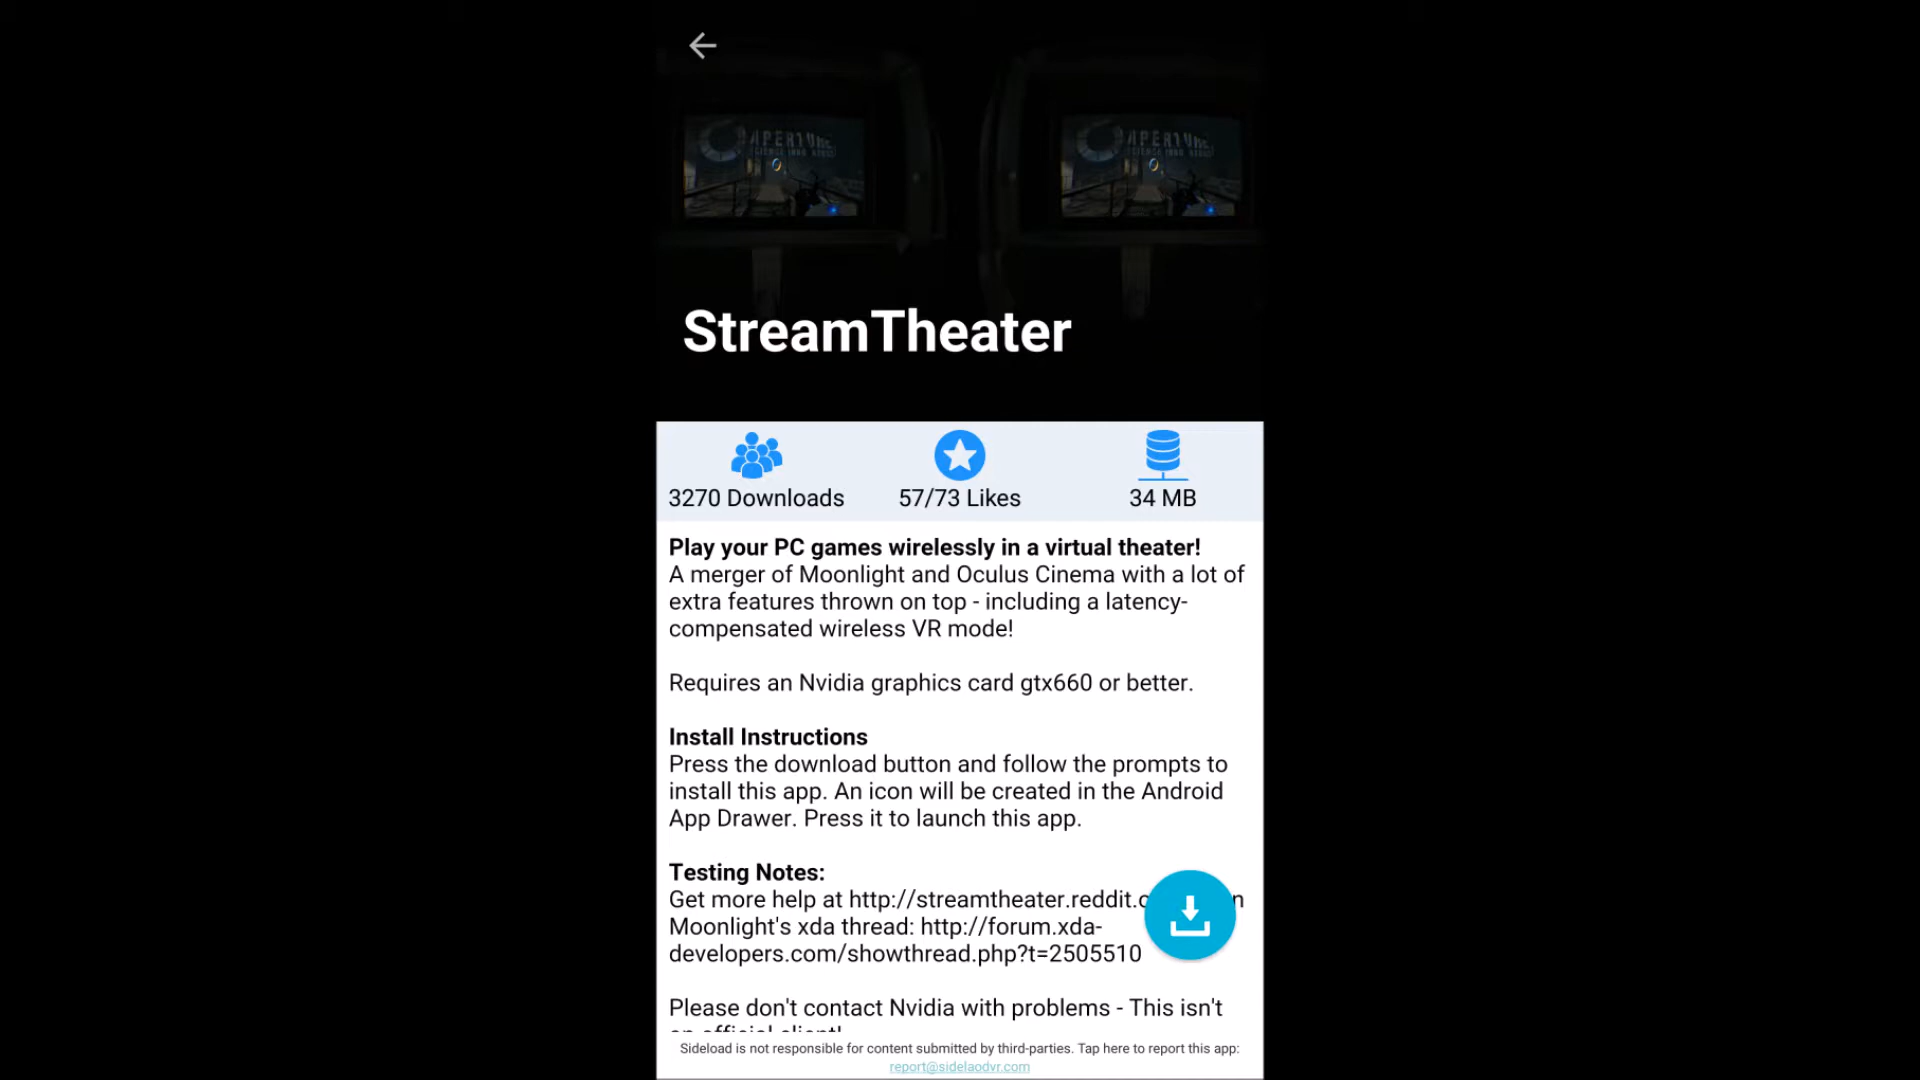 APERTURE
APERTURE
StreamTheater
3270 Downloads
57/73 Likes
34 MB
Play your PC games wirelessly in a virtual theater!
A merger of Moonlight and Oculus Cinema with a lot of
extra features thrown on top - including a latency-
compensated wireless VR mode!
Requires an Nvidia graphics card gtx660 or better.
Install Instructions
Press the download button and follow the prompts to
install this app. An icon will be created in the Android
App Drawer. Press it to launch this app.
Testing Notes:
Get more help at http://streamtheater.reddit.c
Moonlight's xda thread: http://forum.xda-
developers.com/showthread.php?t=2505510
Please don't contact Nvidia with problems - This isn't
Sideload is not responsible for content submitted by third-parties. Tap here to report this app:
report@sidelaodvr.com